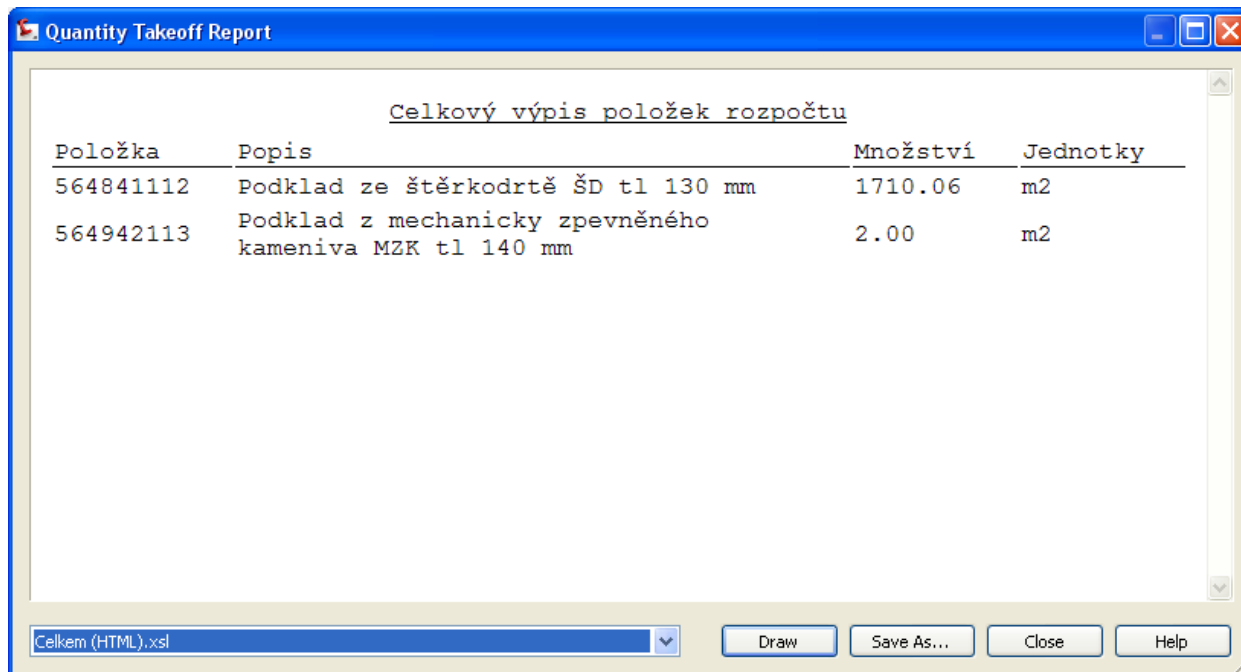 Quantity Takeoff Report
Celkový výpis položek rozpočtu
Položka Popis Množství Jednotky
564841112 Podklad ze štěrkodrtě ŠD tl 130 mm 1710.06 m2
564942113 Podklad z mechanicky zpevněného kameniva MZK tl 140 mm 2.00 m2
Celkem (HTML).xsl Draw Save As... Close Help